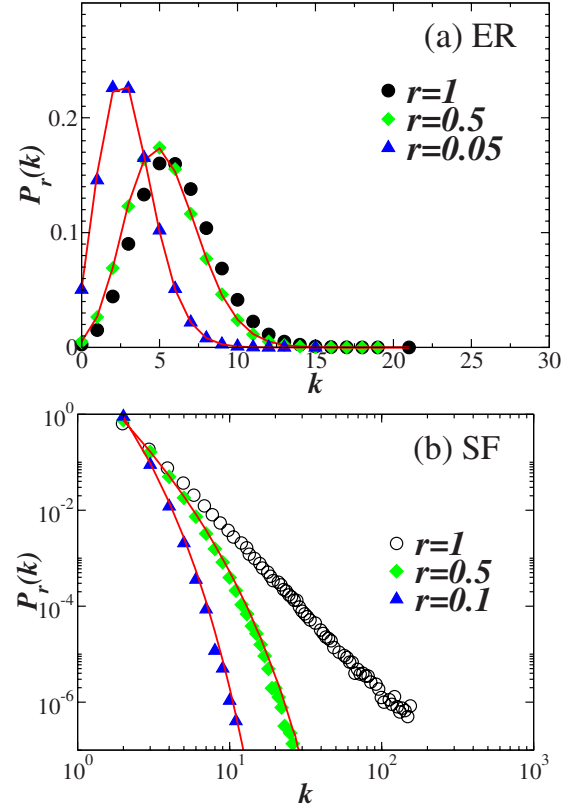 (a) ER
r=1
r=0.5
r=0.05
0.2
0.1
0
P_r(k)
0 5 10 15 20 25 30
k
(b) SF
r=1
r=0.5
r=0.1
10^0
10^-2
10^-4
10^-6
P_r(k)
10^0 10^1 10^2 10^3
k